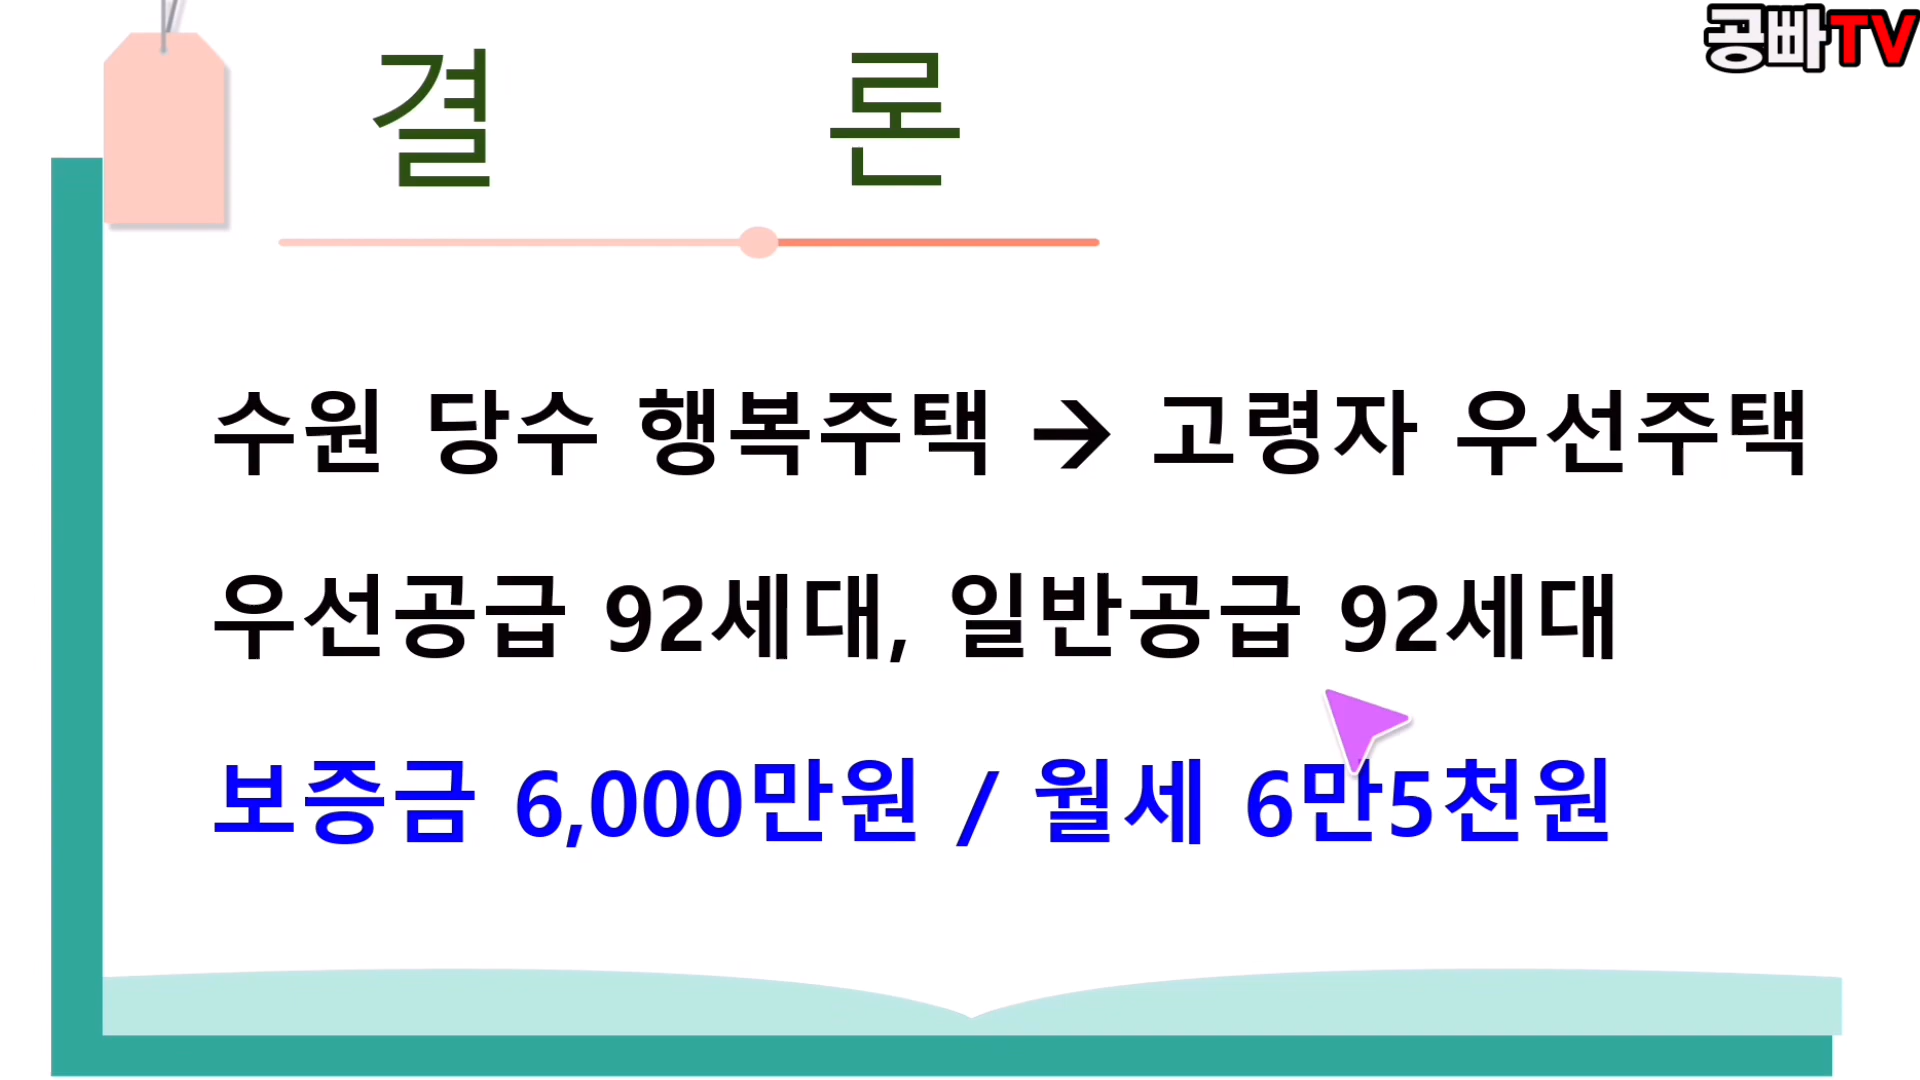 공빠TV
결 론
수원 당수 행복주택 → 고령자 우선주택
우선공급 92세대, 일반공급 92세대
보증금 6,000만원 / 월세 6만5천원